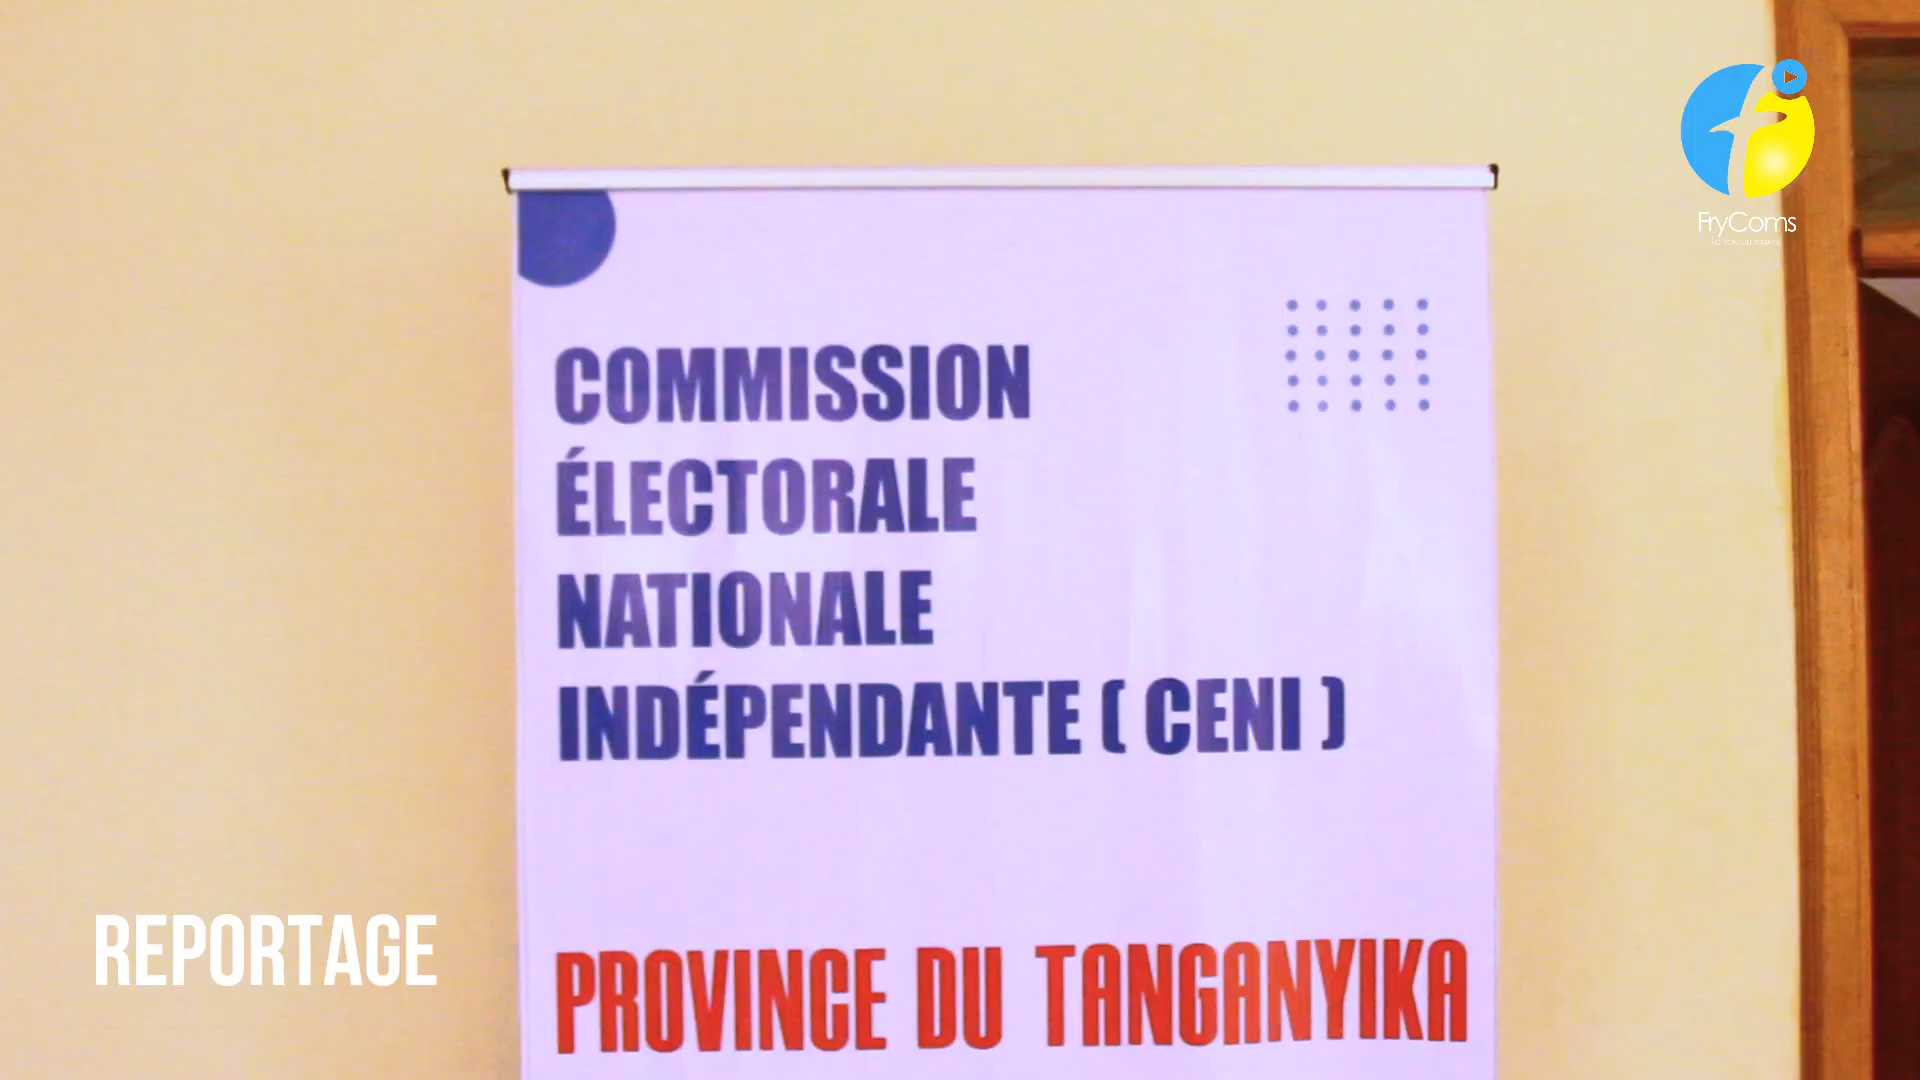 FryComs
COMMISSION
ÉLECTORALE
NATIONALE
INDÉPENDANTE ( CENI )
REPORTAGE
PROVINCE DU TANGANYIKA